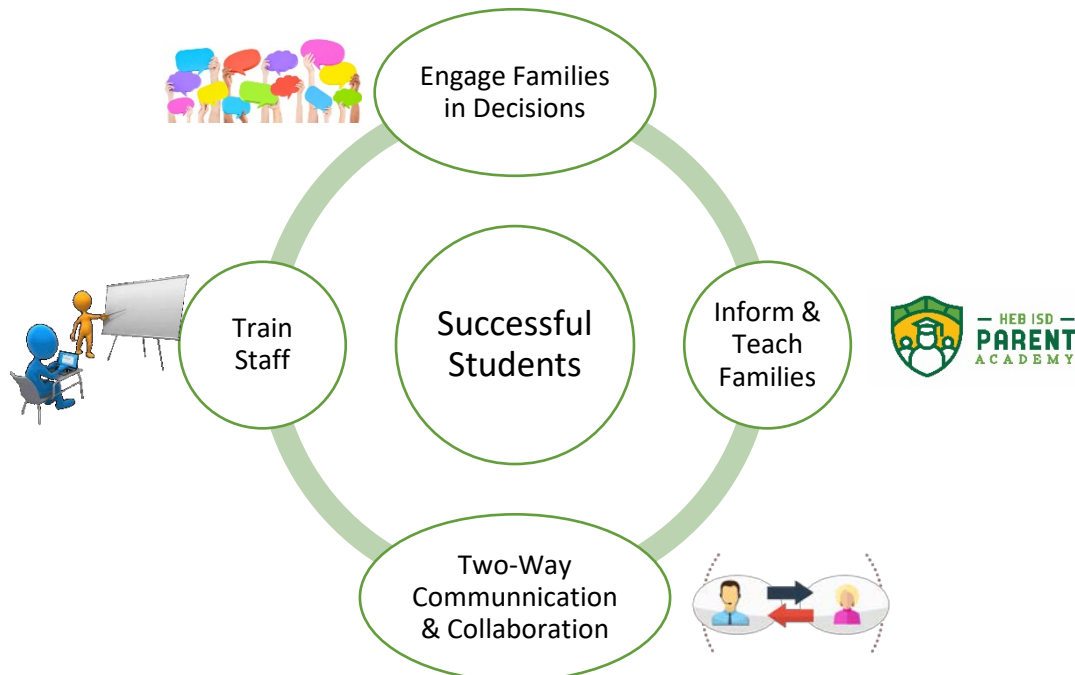 Engage Families
in Decisions
Train
Staff
Successful
Students
Inform &
Teach
Families
— HEB ISD —
PARENT
ACADEMY
Two-Way
Communnication
& Collaboration